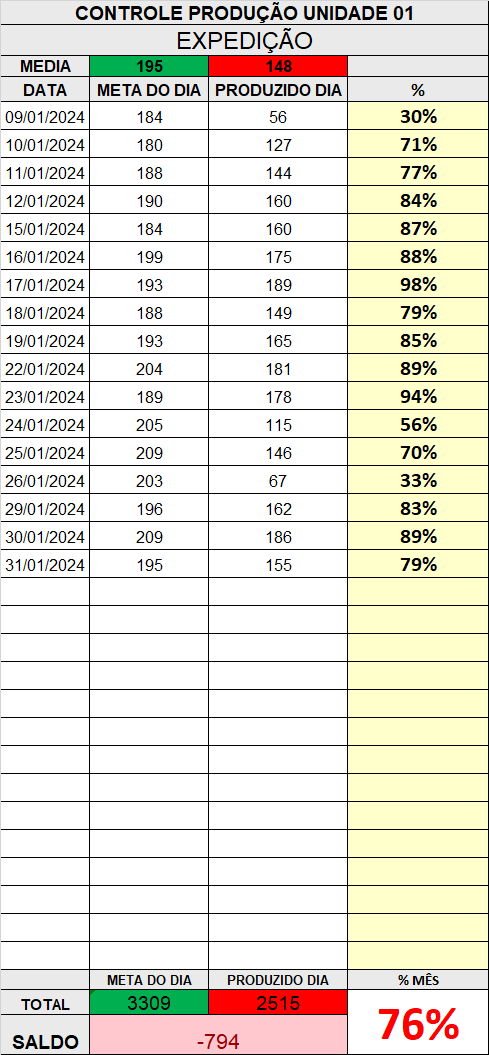 CONTROLE PRODUÇÃO UNIDADE 01
EXPEDIÇÃO
MEDIA 195 148
DATA META DO DIA PRODUZIDO DIA %
09/01/2024 184 56 30%
10/01/2024 180 127 71%
11/01/2024 188 144 77%
12/01/2024 190 160 84%
15/01/2024 184 160 87%
16/01/2024 199 175 88%
17/01/2024 193 189 98%
18/01/2024 188 149 79%
19/01/2024 193 165 85%
22/01/2024 204 181 89%
23/01/2024 189 178 94%
24/01/2024 205 115 56%
25/01/2024 209 146 70%
26/01/2024 203 67 33%
29/01/2024 196 162 83%
30/01/2024 209 186 89%
31/01/2024 195 155 79%
META DO DIA PRODUZIDO DIA % MÊS
TOTAL 3309 2515 76%
SALDO -794